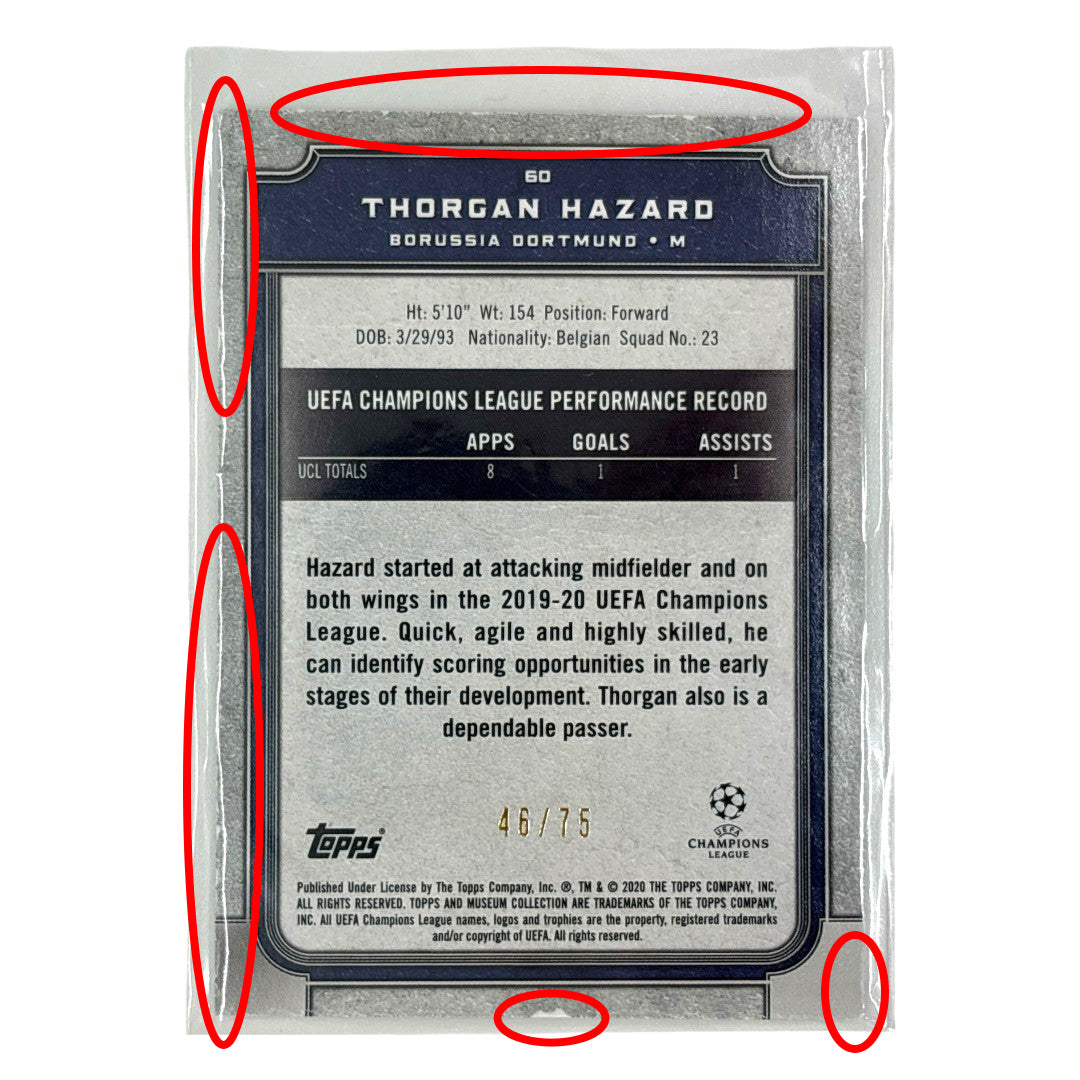 60
THORGAN HAZARD
BORUSSIA DORTMUND • M
Ht: 5'10" Wt: 154 Position: Forward
DOB: 3/29/93 Nationality: Belgian Squad No.: 23
UEFA CHAMPIONS LEAGUE PERFORMANCE RECORD
APPS GOALS ASSISTS
UCL TOTALS 8 1 1
Hazard started at attacking midfielder and on
both wings in the 2019-20 UEFA Champions
League. Quick, agile and highly skilled, he
can identify scoring opportunities in the early
stages of their development. Thorgan also is a
dependable passer.
46/75
Topps®
UEFA
CHAMPIONS
LEAGUE
Published Under License by The Topps Company, Inc. ®, TM & © 2020 THE TOPPS COMPANY, INC.
ALL RIGHTS RESERVED. TOPPS AND MUSEUM COLLECTION ARE TRADEMARKS OF THE TOPPS COMPANY,
INC. All UEFA Champions League names, logos and trophies are the property, registered trademarks
and/or copyright of UEFA. All rights reserved.